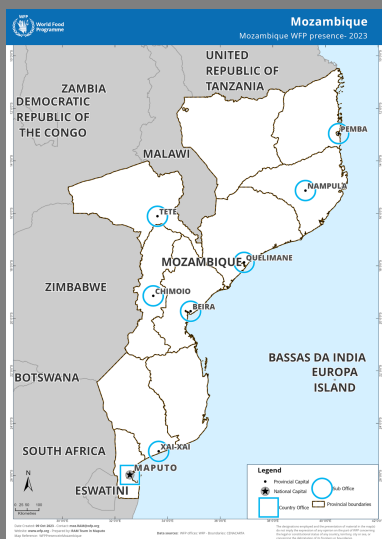 WFP
World Food
Programme
Mozambique
Mozambique WFP presence- 2023
UNITED
REPUBLIC OF
TANZANIA
ZAMBIA
DEMOCRATIC
REPUBLIC OF
THE CONGO
MALAWI
PEMBA
NAMPULA
TETE
MOZAMBIQUE
QUELIMANE
ZIMBABWE
CHIMOIO
BEIRA
BASSAS DA INDIA
EUROPA
ISLAND
BOTSWANA
SOUTH AFRICA
XAI-XAI
MAPUTO
ESWATINI
N
Kilometers
Legend
Provincial Capital
National Capital
Sub Office
Country Office
Provincial boundaries